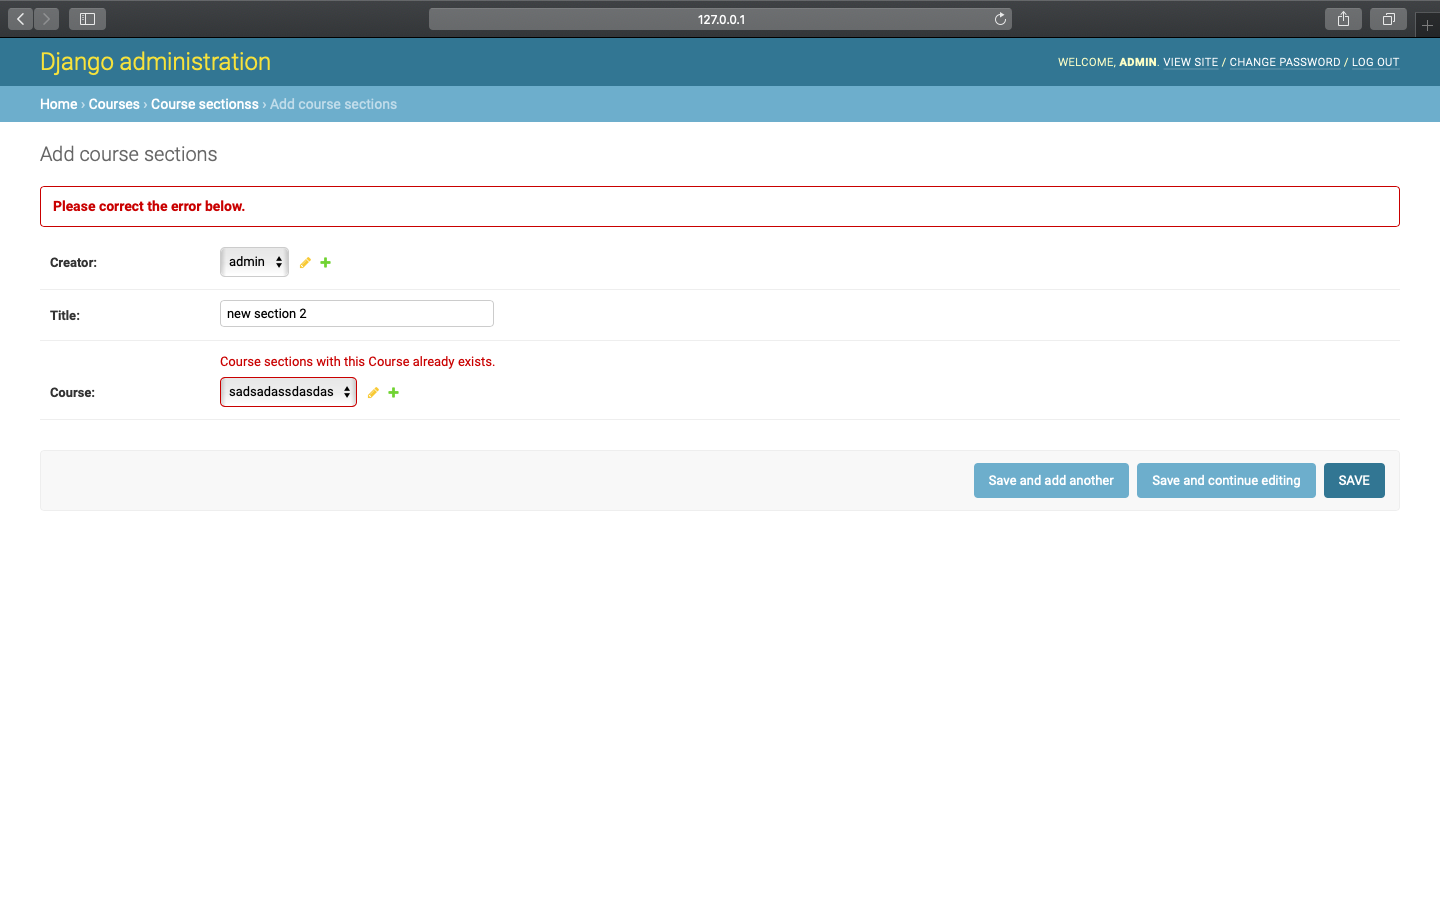 127.0.0.1
Django administration
WELCOME, ADMIN. VIEW SITE / CHANGE PASSWORD / LOG OUT
Home › Courses › Course sectionss › Add course sections
Add course sections
Please correct the error below.
Creator:
admin
Title:
new section 2
Course sections with this Course already exists.
Course:
sadsadassdasdas
Save and add another
Save and continue editing
SAVE